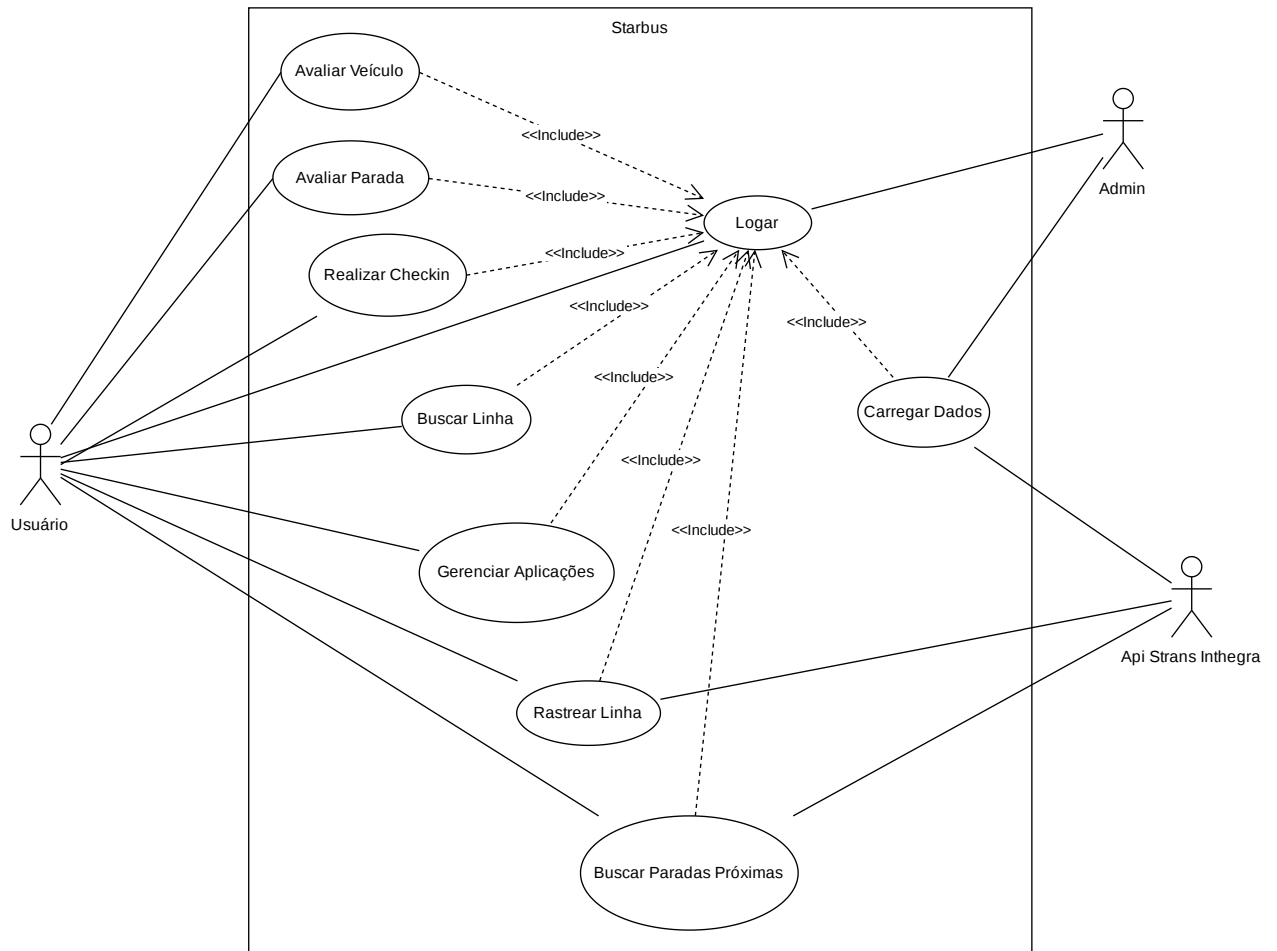 Starbus
Avaliar Veículo
<<Include>>
Avaliar Parada
Admin
<<Include>>
Logar
<<Include>>
Realizar Checkin
<<Include>>
<<Include>>
<<Include>>
Buscar Linha
Carregar Dados
<<Include>>
Usuário
<<Include>>
Gerenciar Aplicações
Api Strans Inthegra
Rastrear Linha
Buscar Paradas Próximas